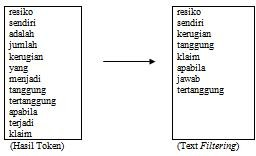 resiko
sendiri
adalah
jumlah
kerugian
yang
menjadi
tanggung
tertanggung
apabila
terjadi
klaim
(Hasil Token)
resiko
sendiri
kerugian
tanggung
klaim
apabila
jawab
tertanggung
(Text Filtering)